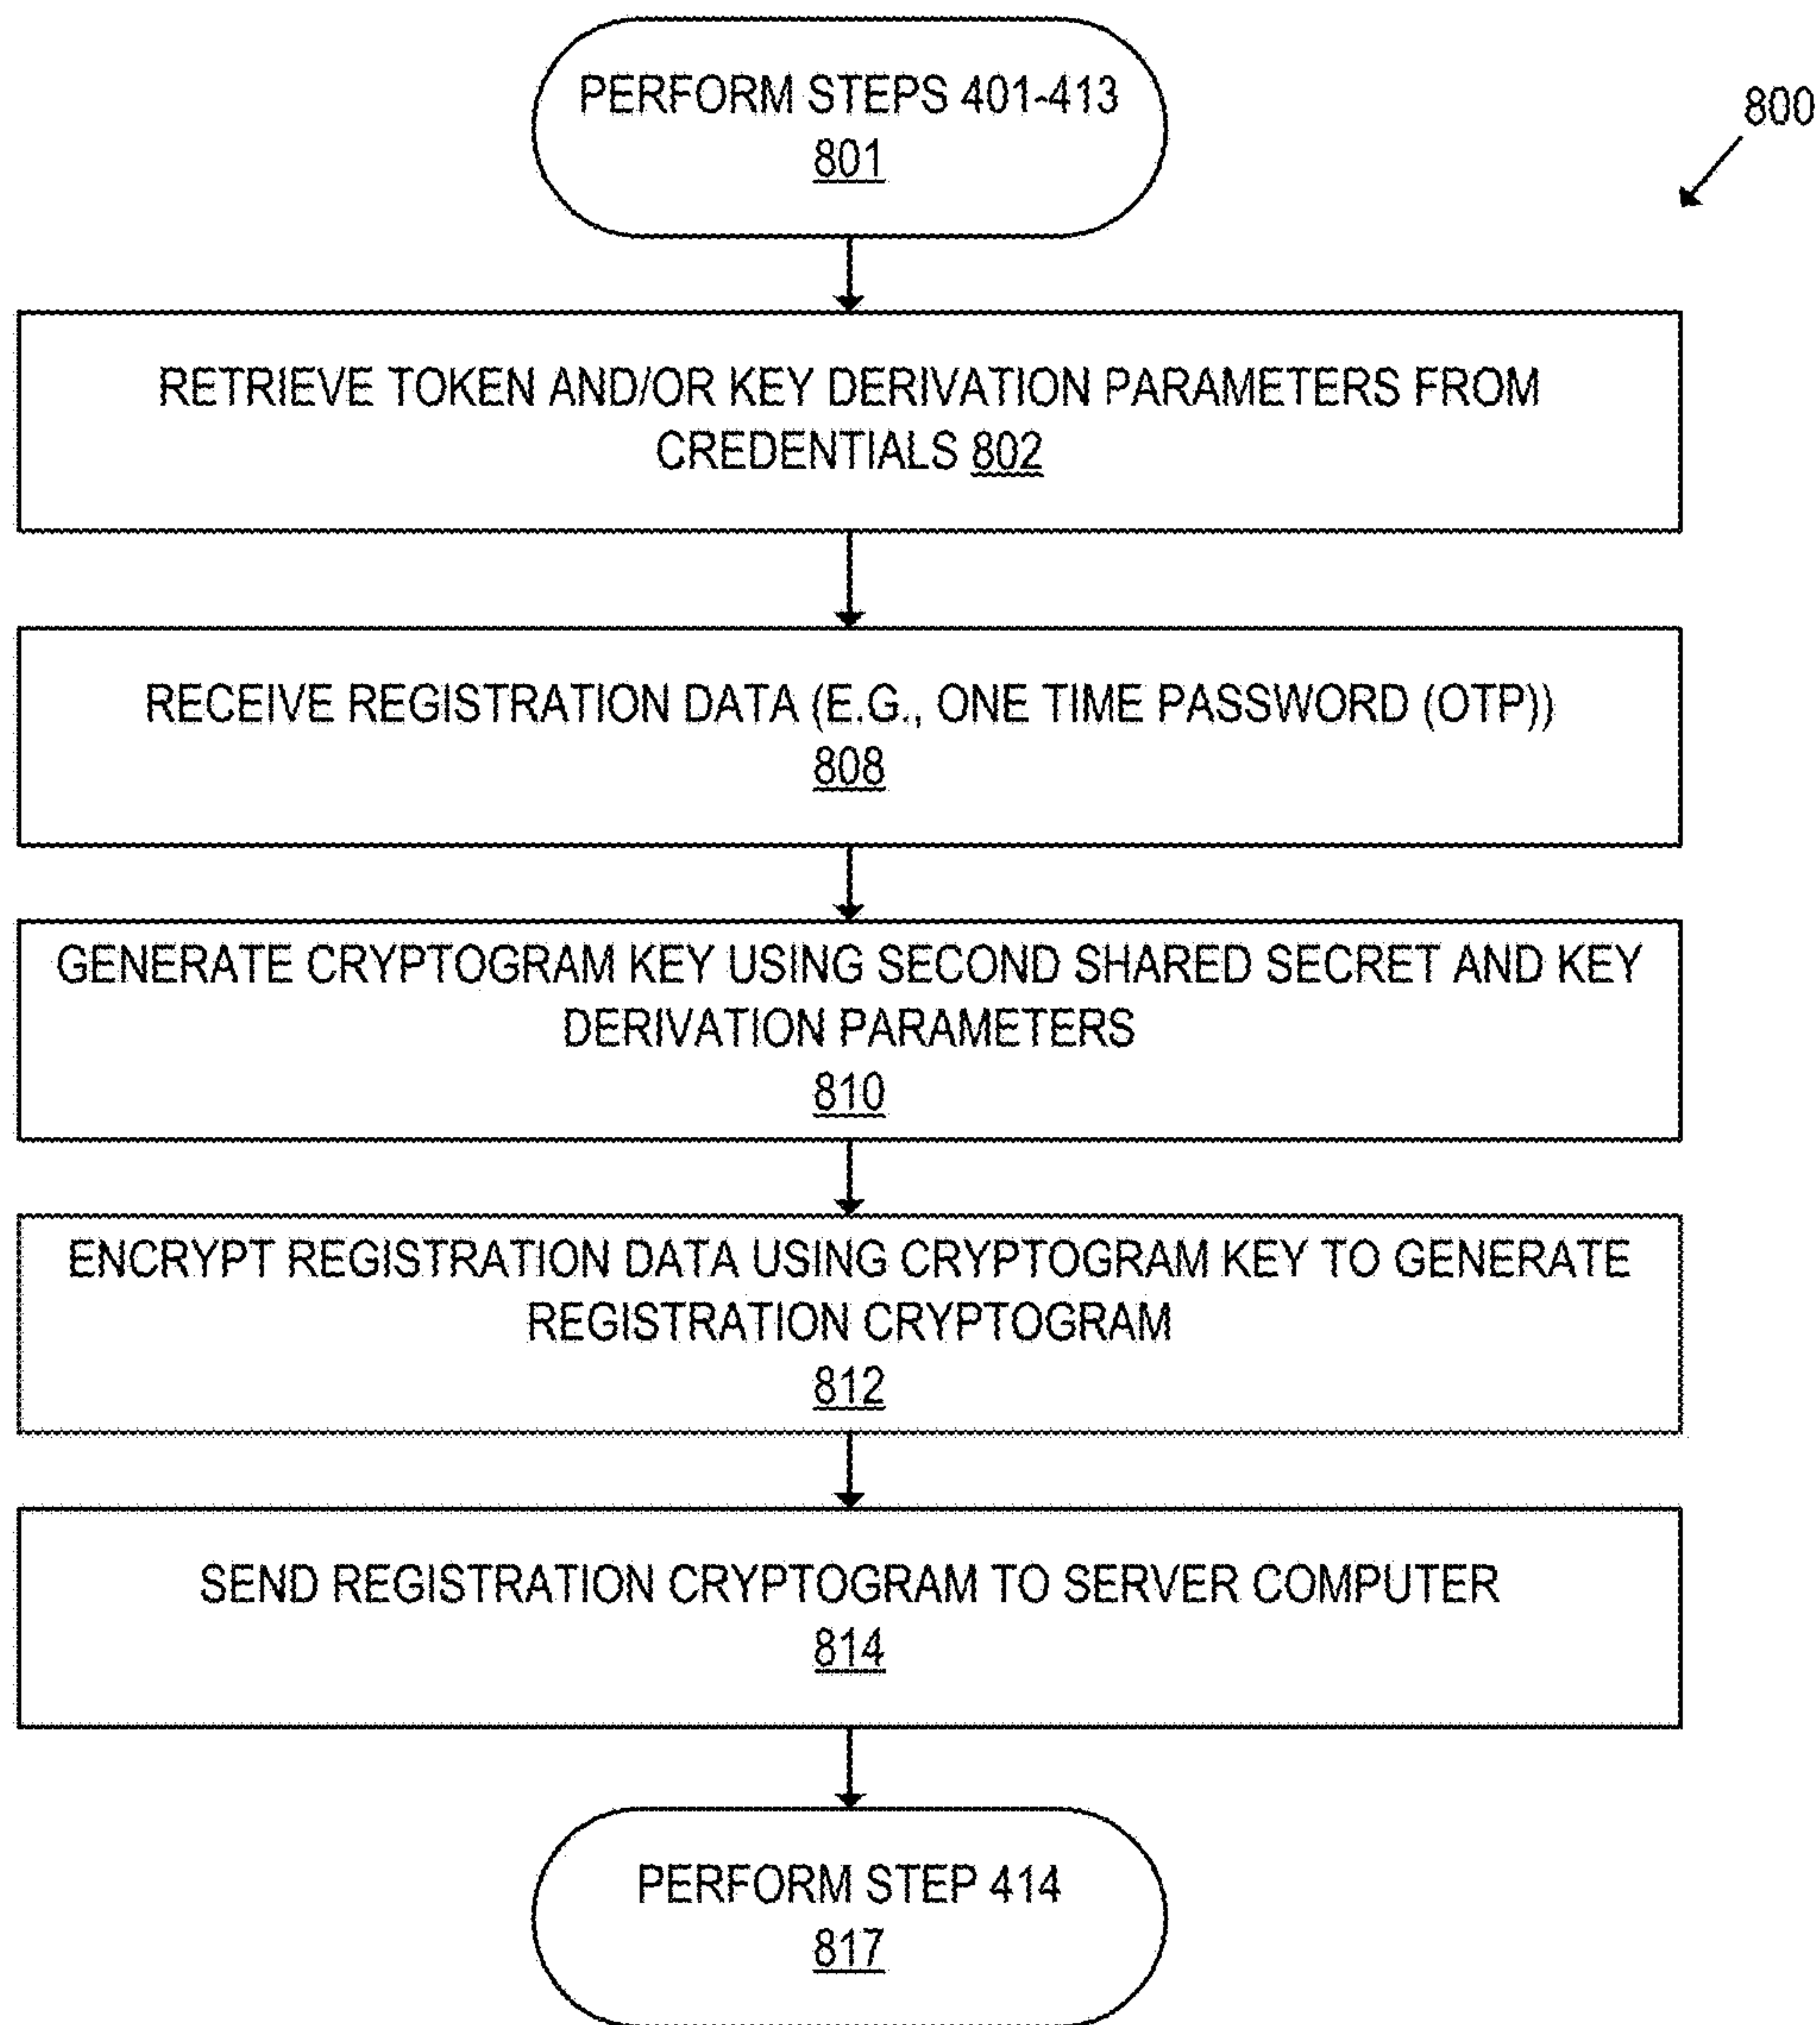 PERFORM STEPS 401-413
801
800
RETRIEVE TOKEN AND/OR KEY DERIVATION PARAMETERS FROM
CREDENTIALS 802
RECEIVE REGISTRATION DATA (E.G., ONE TIME PASSWORD (OTP))
808
GENERATE CRYPTOGRAM KEY USING SECOND SHARED SECRET AND KEY
DERIVATION PARAMETERS
810
ENCRYPT REGISTRATION DATA USING CRYPTOGRAM KEY TO GENERATE
REGISTRATION CRYPTOGRAM
812
SEND REGISTRATION CRYPTOGRAM TO SERVER COMPUTER
814
PERFORM STEP 414
817